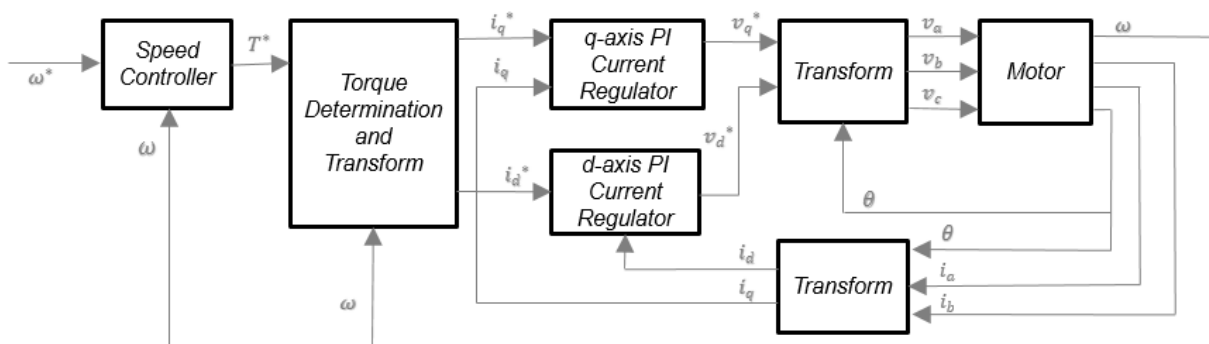 ω*
Speed
Controller
T*
ω
Torque
Determination
and
Transform
ω
i_q*
i_q
i_d*
q-axis PI
Current
Regulator
d-axis PI
Current
Regulator
v_q*
v_d*
Transform
v_a
v_b
v_c
Motor
ω
θ
θ
i_d
i_q
Transform
i_a
i_b